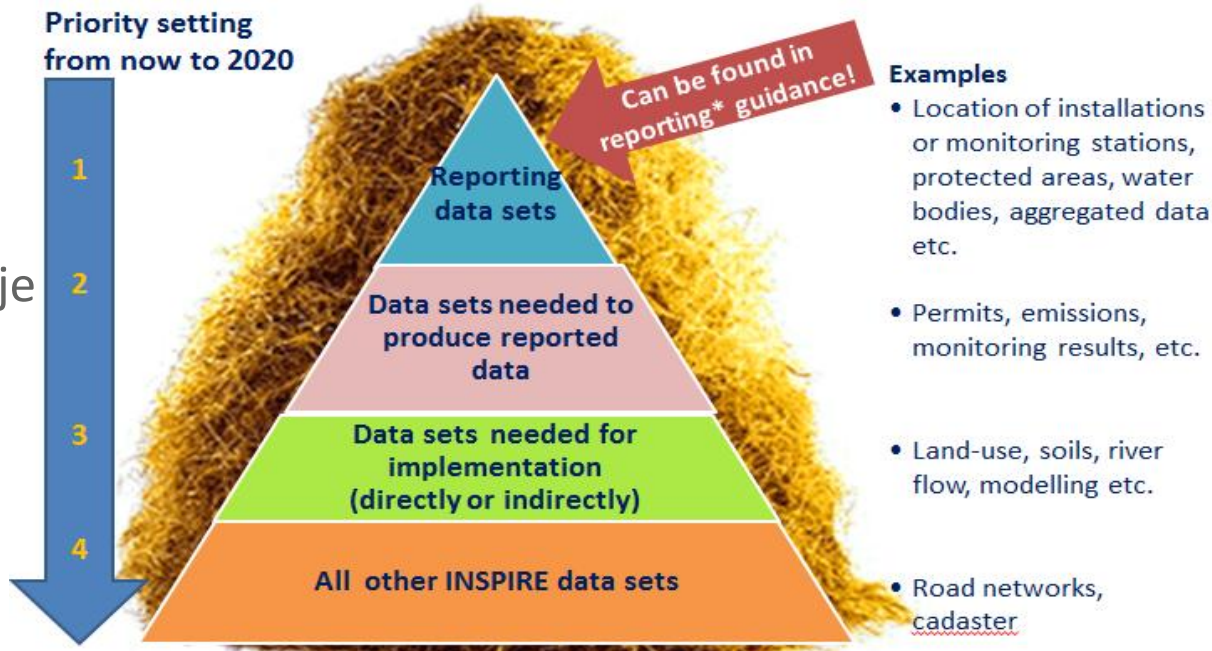 Priority setting
from now to 2020
1
2
3
4
je
Can be found in
reporting* guidance!
Reporting
data sets
Data sets needed to
produce reported
data
Data sets needed for
implementation
(directly or indirectly)
All other INSPIRE data sets
Examples
• Location of installations
or monitoring stations,
protected areas, water
bodies, aggregated data
etc.
• Permits, emissions,
monitoring results, etc.
• Land-use, soils, river
flow, modelling etc.
• Road networks,
cadaster